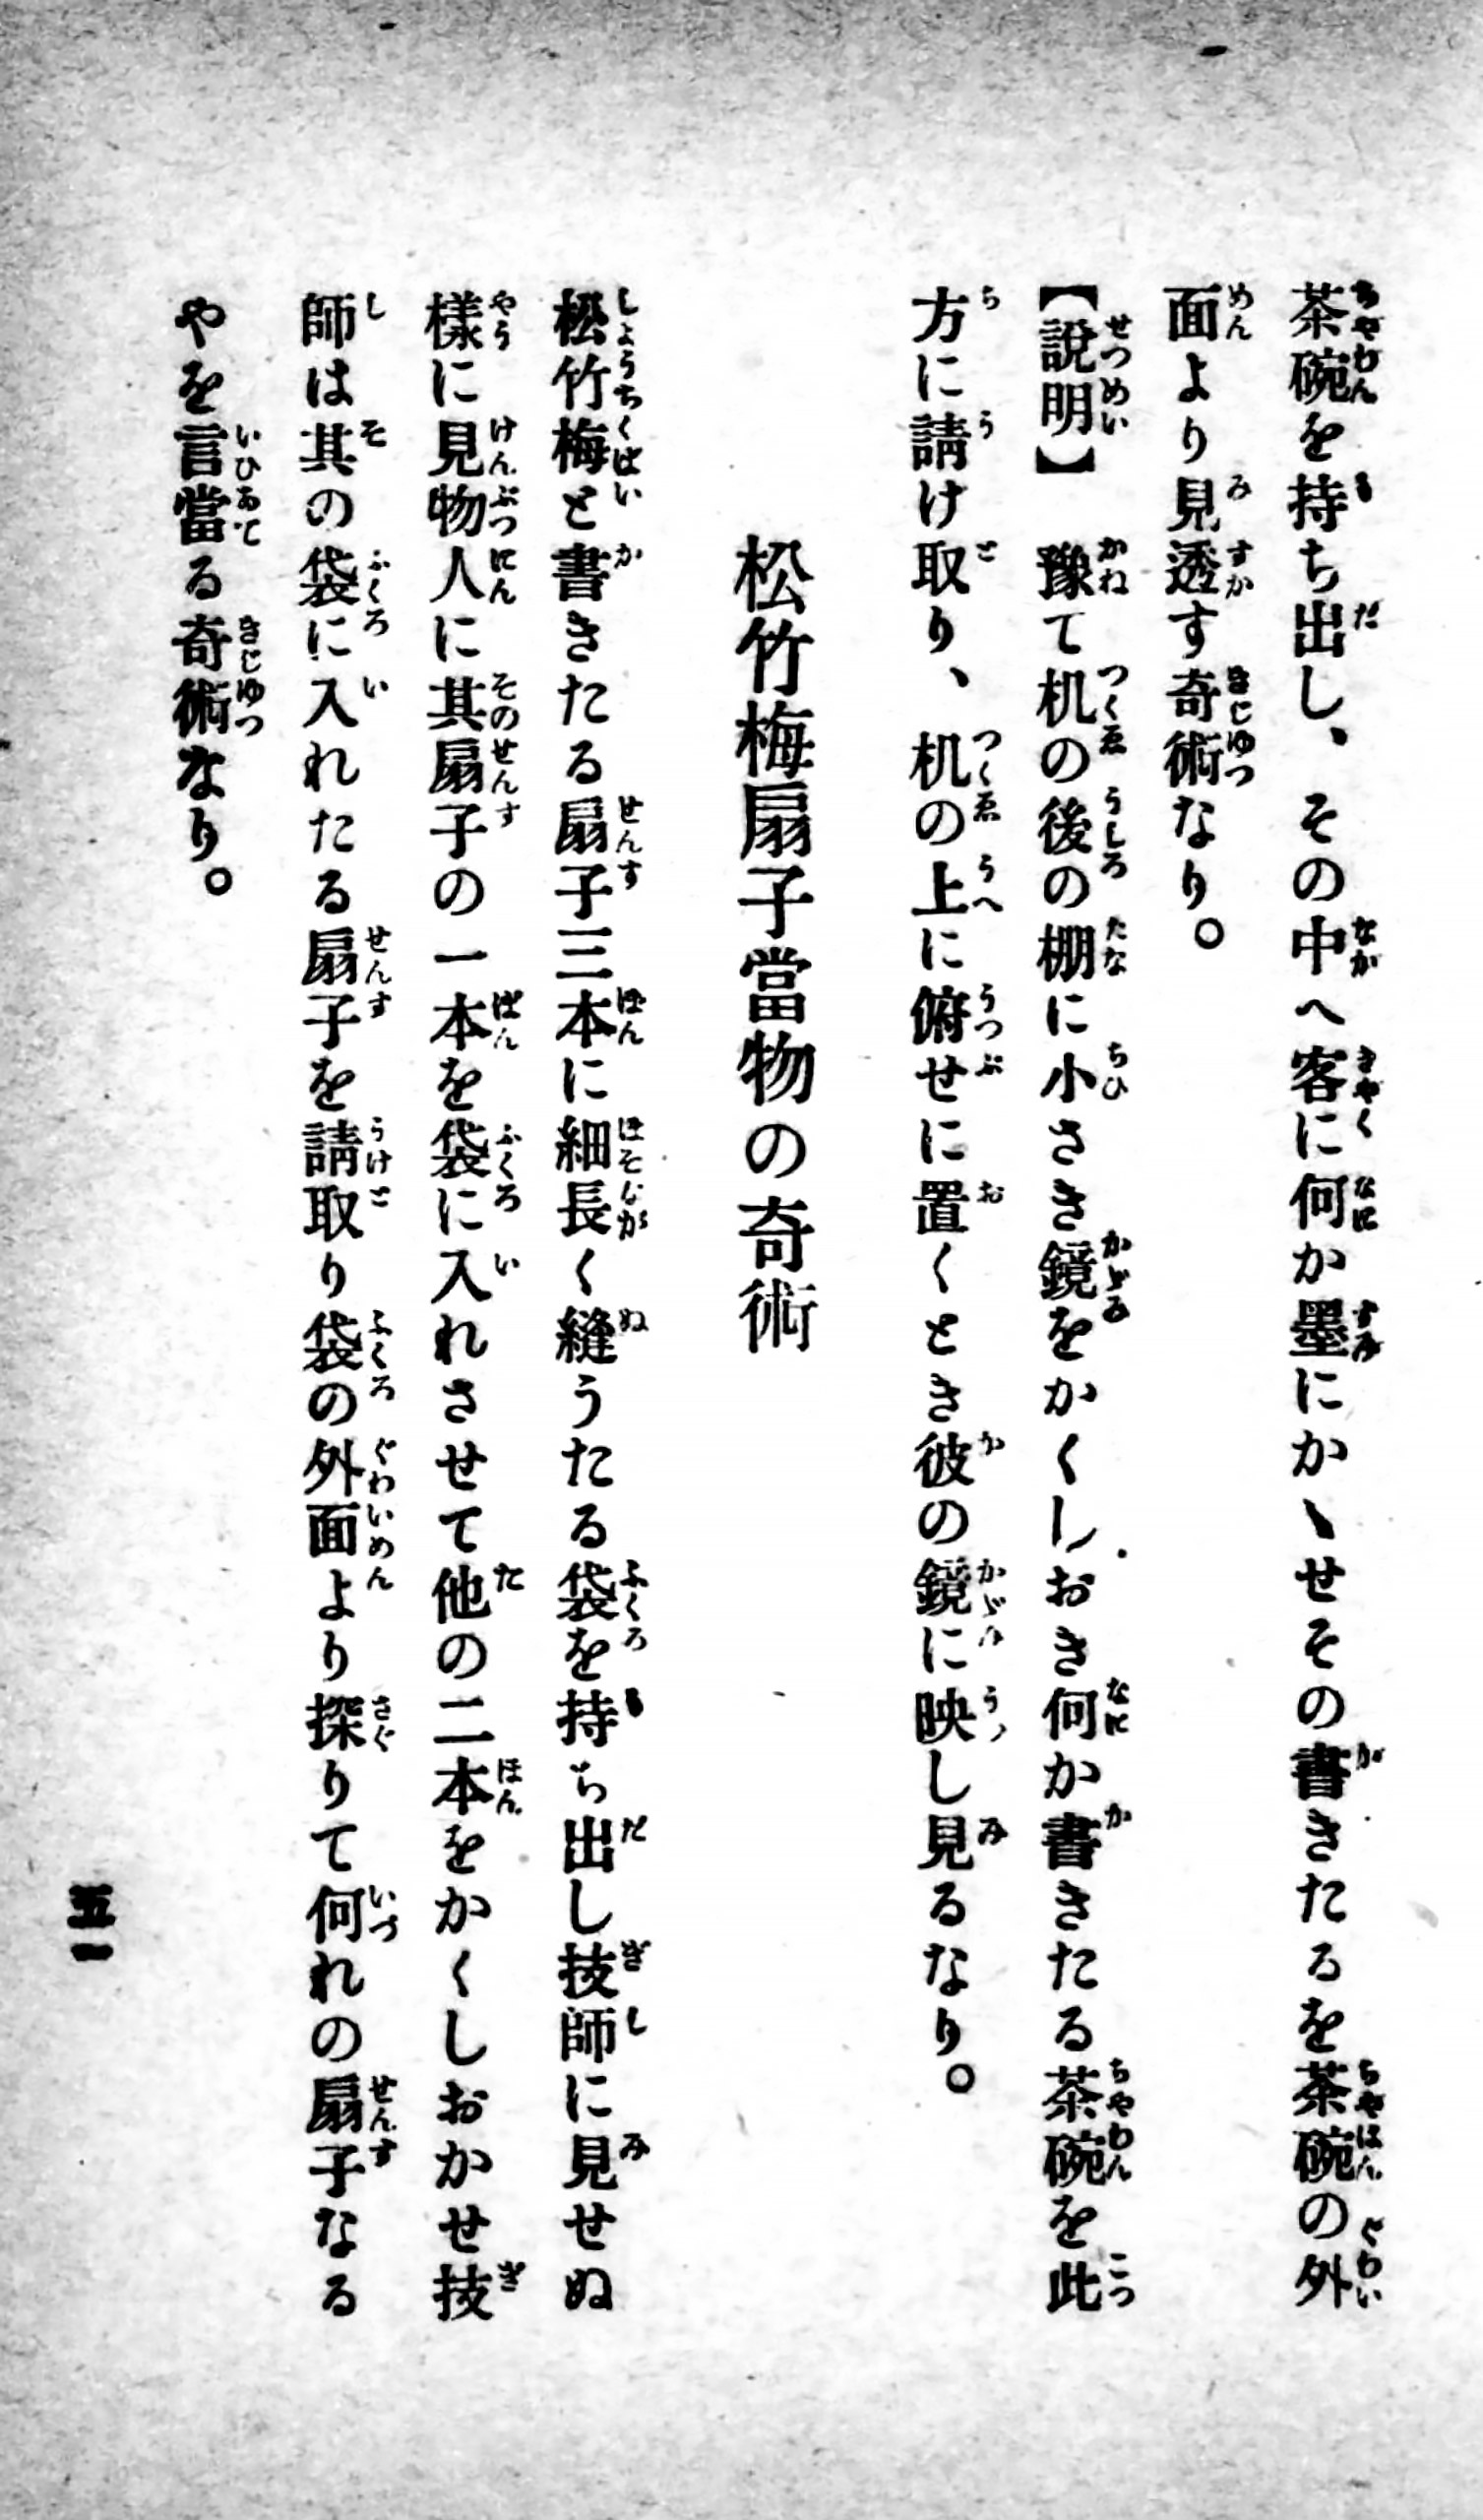 茶碗を持ち出し、その中へ客に何か墨にかゝせその書きたるを茶碗の外
面より見透す奇術なり。
【說明】　豫て机の後の棚に小さき鏡をかくしおき何か書きたる茶碗を此
方に請け取り、机の上に俯せに置くとき彼の鏡に映し見るなり。
松竹梅扇子當物の奇術
松竹梅と書きたる扇子三本に細長く縫うたる袋を持ち出し技師に見せぬ
樣に見物人に其扇子の一本を袋に入れさせて他の二本をかくしおかせ技
師は其の袋に入れたる扇子を請取り袋の外面より探りて何れの扇子なる
やを言當る奇術なり。
五一